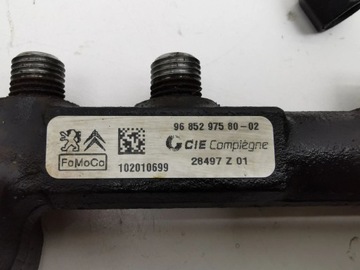 96 852 975 80-02
CIE Compiègne
28497 Z 01
FoMoCo
102010699